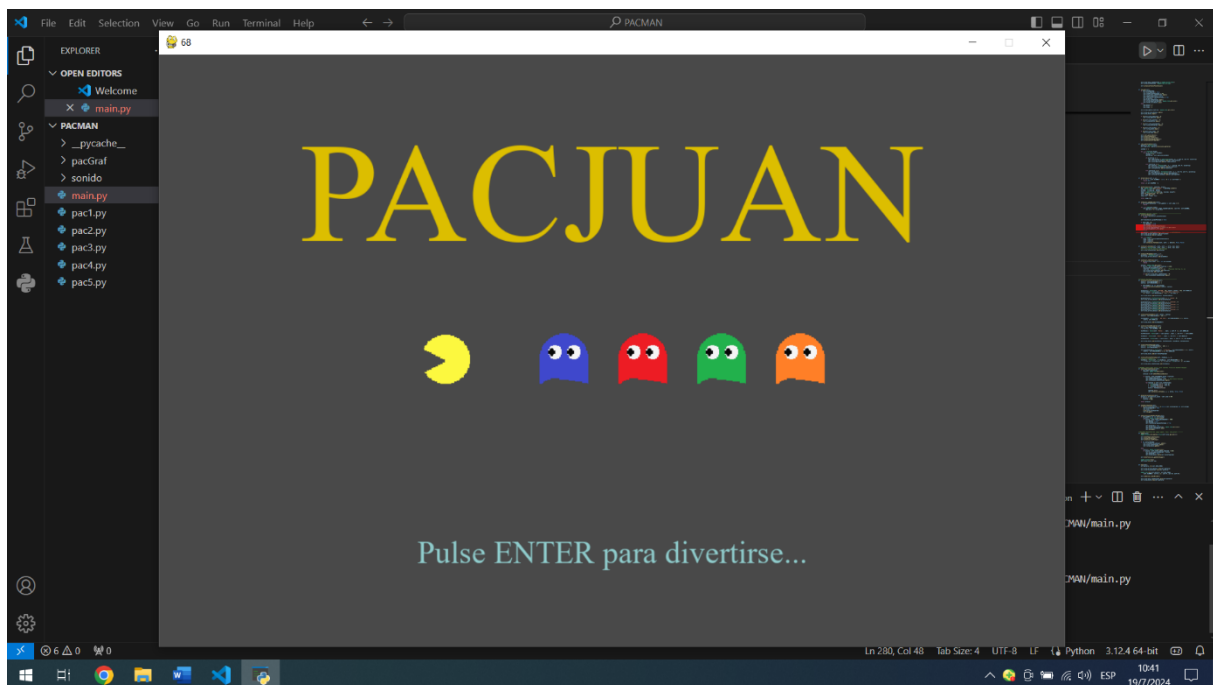 File Edit Selection View Go Run Terminal Help
PACMAN
EXPLORER
68
OPEN EDITORS
Welcome
main.py
PACMAN
__pycache__
pacGraf
sonido
main.py
pac1.py
pac2.py
pac3.py
pac4.py
pac5.py
PACJUAN
Pulse ENTER para divertirse...
CMAN/main.py
CMAN/main.py
6 0 0
Ln 280, Col 48 Tab Size: 4 UTF-8 LF Python 3.12.4 64-bit
ESP
10:41
19/7/2024